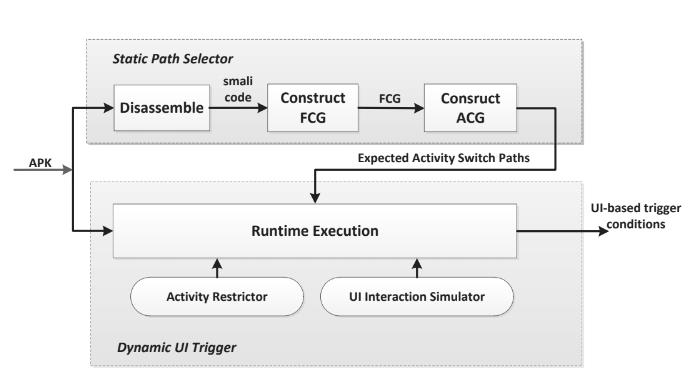 Static Path Selector
smali
code
Disassemble
Construct
FCG
FCG
Consruct
ACG
APK
Expected Activity Switch Paths
Runtime Execution
UI-based trigger
conditions
Activity Restrictor
UI Interaction Simulator
Dynamic UI Trigger